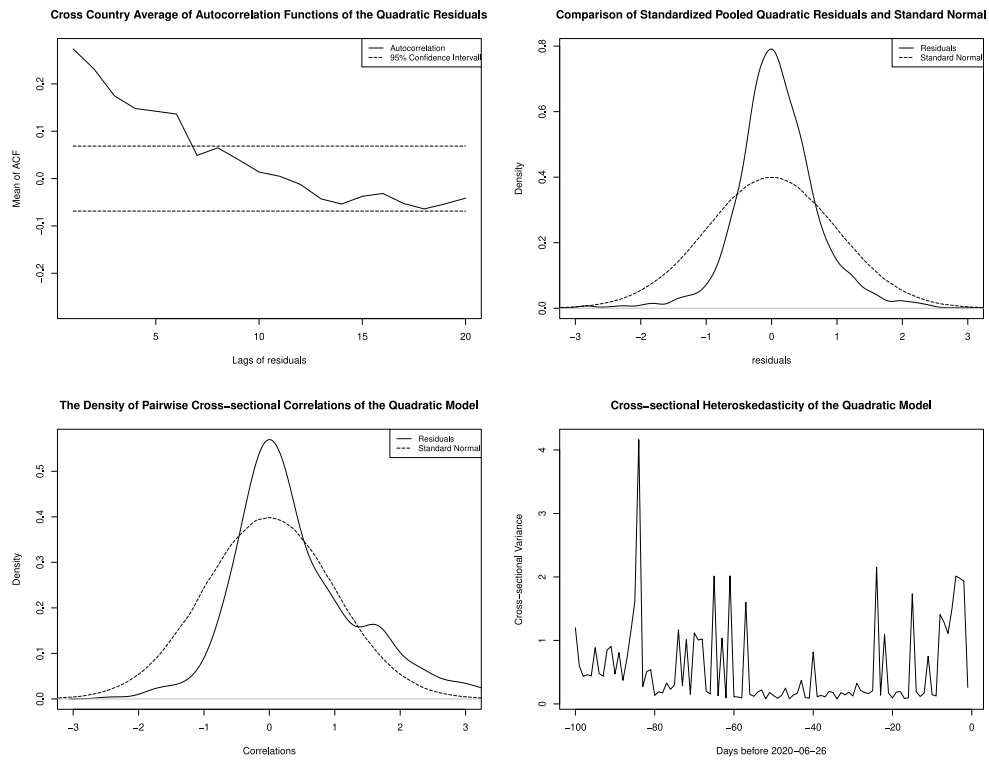 Cross Country Average of Autocorrelation Functions of the Quadratic Residuals
Autocorrelation
95% Confidence Interval
Mean of ACF
0.2
0.1
0.0
−0.1
−0.2
5
10
15
20
Lags of residuals
Comparison of Standardized Pooled Quadratic Residuals and Standard Normal
Residuals
Standard Normal
Density
0.8
0.6
0.4
0.2
0.0
−3
−2
−1
0
1
2
3
residuals
The Density of Pairwise Cross−sectional Correlations of the Quadratic Model
Residuals
Standard Normal
Density
0.5
0.4
0.3
0.2
0.1
0.0
−3
−2
−1
0
1
2
3
Correlations
Cross−sectional Heteroskedasticity of the Quadratic Model
Cross−sectional Variance
4
3
2
1
0
−100
−80
−60
−40
−20
0
Days before 2020−06−26